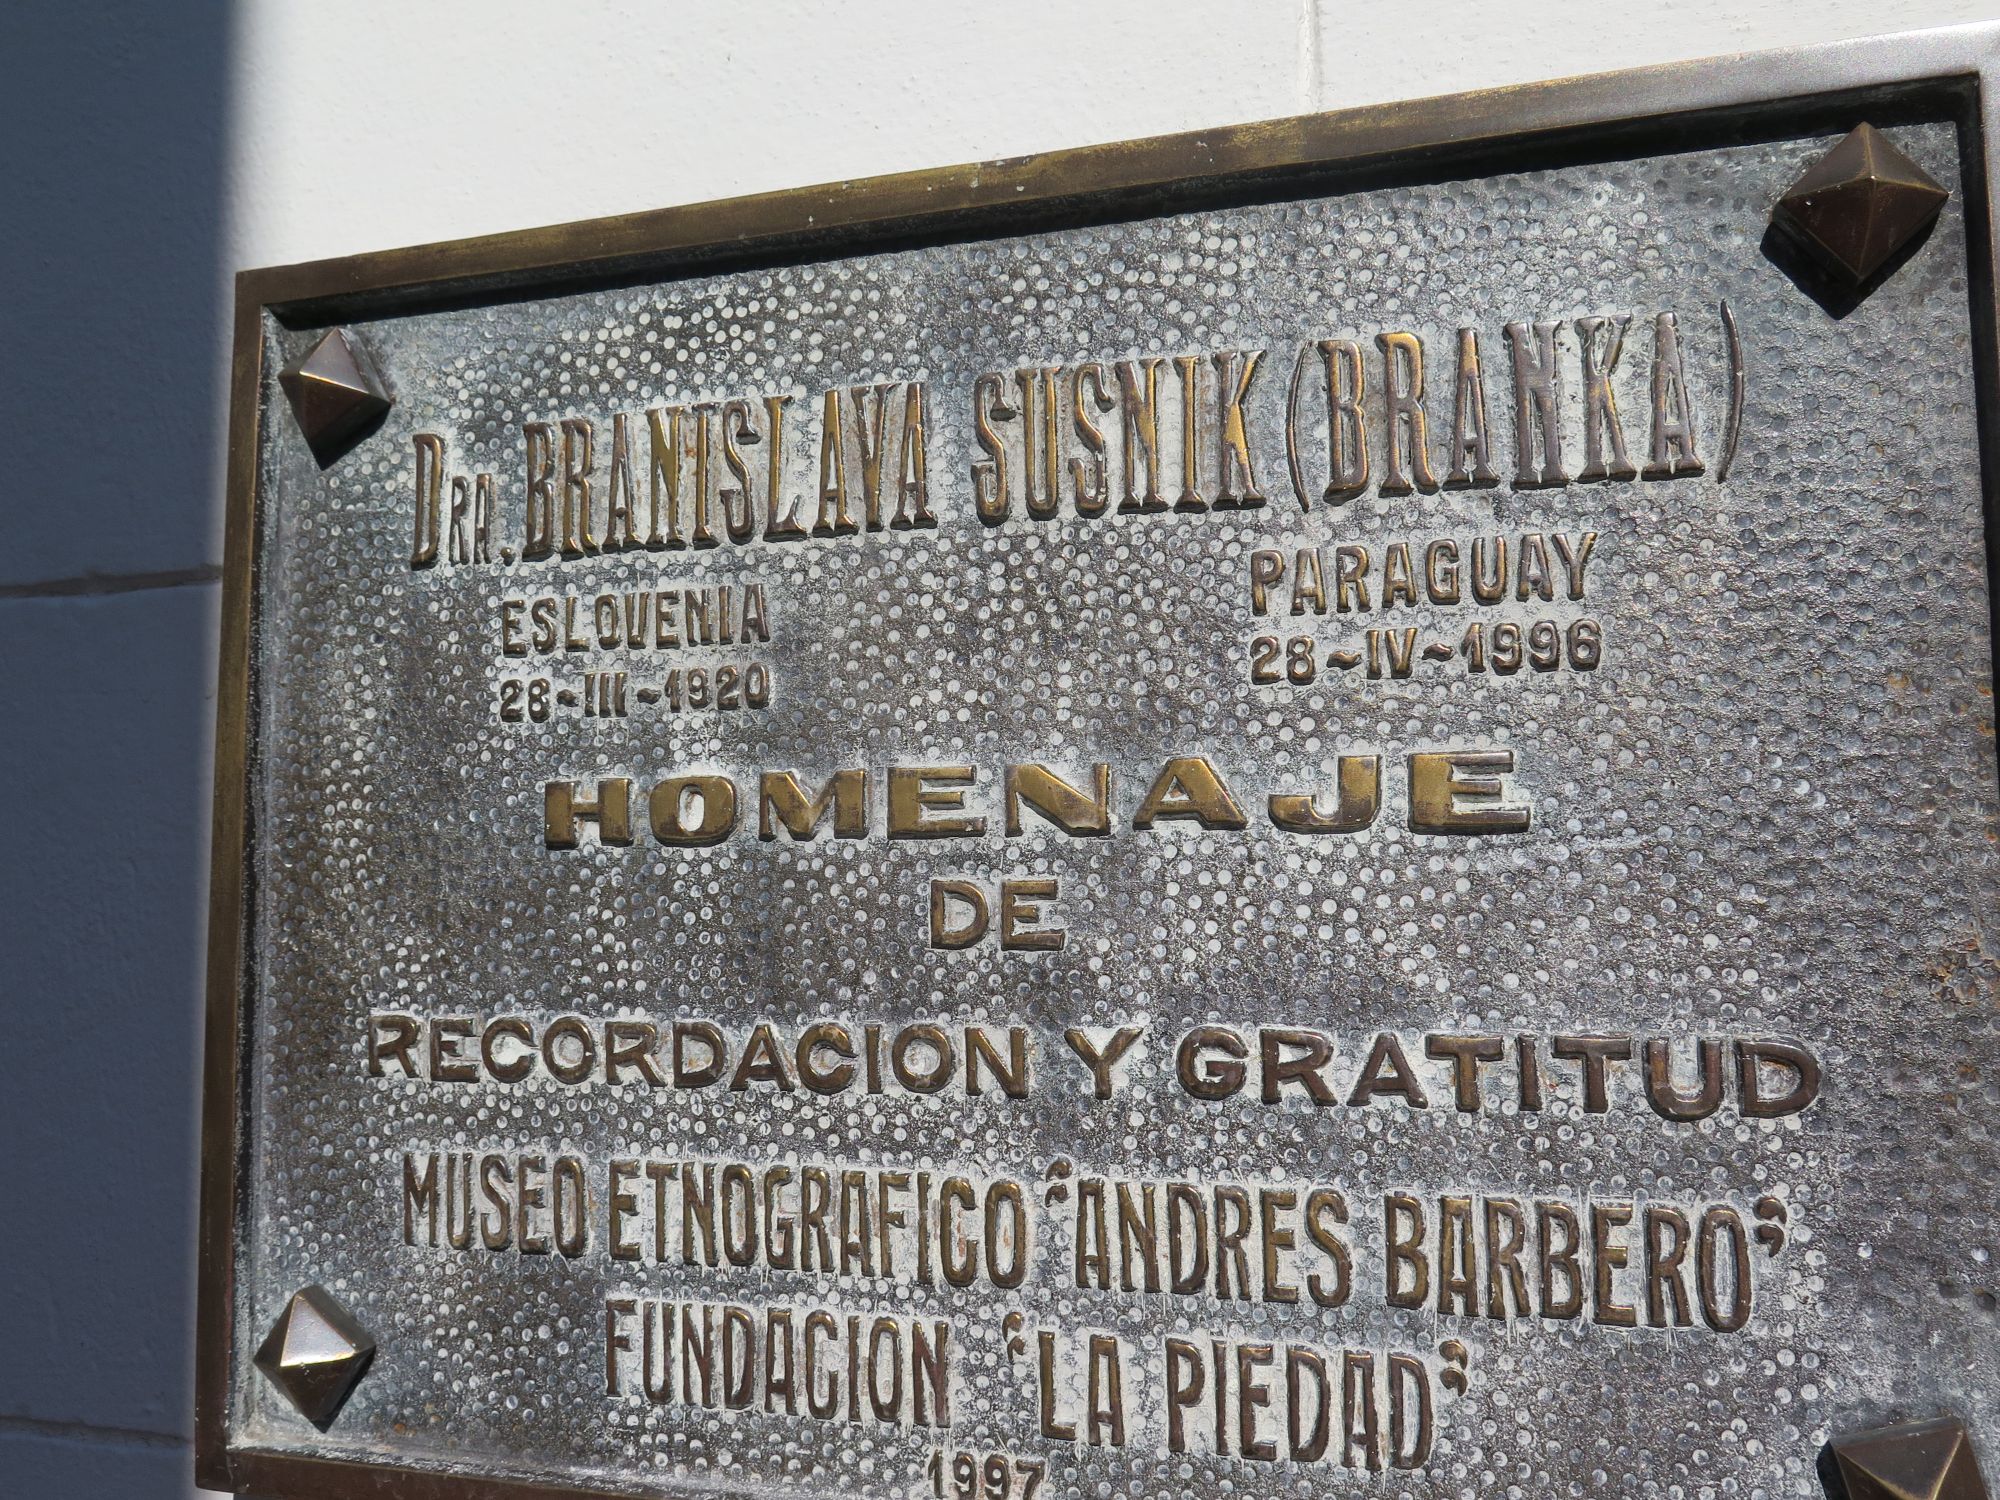 Dra. BRANISLAVA SUSNIK (BRANKA)
ESLOVENIA PARAGUAY
28-III-1920 28-IV-1996
HOMENAJE
DE
RECORDACION Y GRATITUD
MUSEO ETNOGRAFICO "ANDRES BARBERO"
FUNDACION "LA PIEDAD"
1997